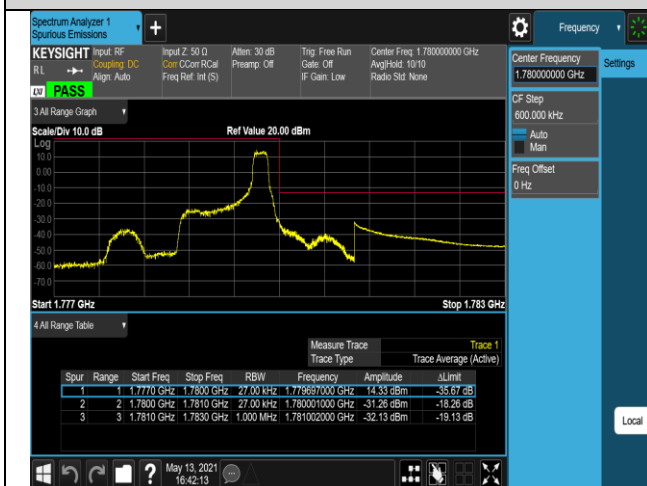 Spectrum Analyzer 1
Spurious Emissions
+
Frequency
KEYSIGHT
Input: RF
Coupling: DC
Align: Auto
Input Z: 50 Ω
Corr CCorr RCal
Freq Ref: Int (S)
Atten: 30 dB
Preamp: Off
Trig: Free Run
Gate: Off
IF Gain: Low
Center Freq: 1.780000000 GHz
Avg|Hold: 10/10
Radio Std: None
RL
LXI PASS
Center Frequency
1.780000000 GHz
Settings
CF Step
600.000 kHz
Auto
Man
Freq Offset
0 Hz
3 All Range Graph
Scale/Div 10.0 dB
Ref Value 20.00 dBm
Log
10.0
0.00
-10.0
-20.0
-30.0
-40.0
-50.0
-60.0
-70.0
Start 1.777 GHz
Stop 1.783 GHz
4 All Range Table
Measure Trace Trace 1
Trace Type Trace Average (Active)
Spur Range Start Freq Stop Freq RBW Frequency Amplitude ΔLimit
1 1 1.7770 GHz 1.7800 GHz 27.00 kHz 1.779697000 GHz 14.33 dBm -35.67 dB
2 2 1.7800 GHz 1.7810 GHz 27.00 kHz 1.780001000 GHz -31.26 dBm -18.26 dB
3 3 1.7810 GHz 1.7830 GHz 1.000 MHz 1.781002000 GHz -32.13 dBm -19.13 dB
Local
?
May 13, 2021
16:42:13